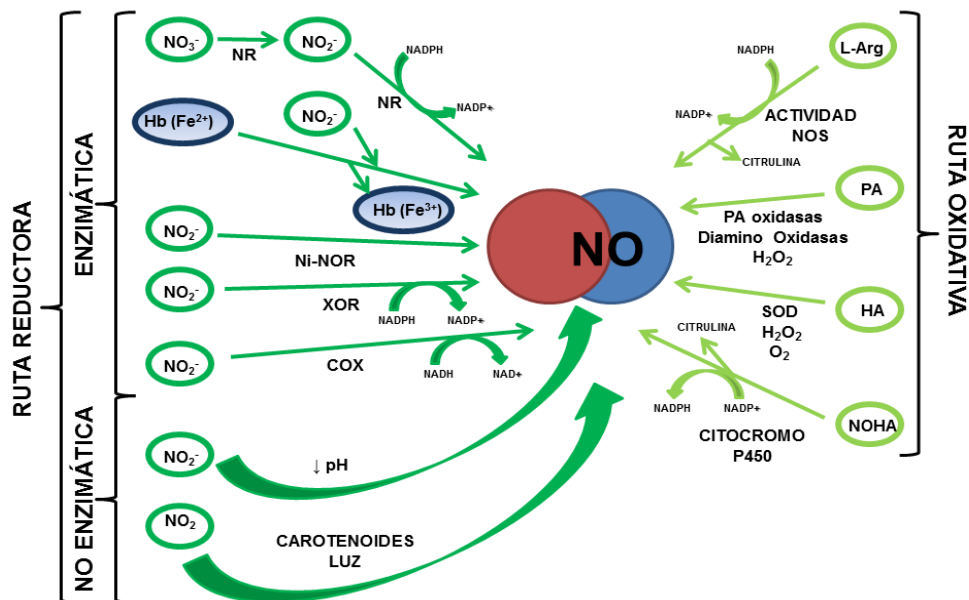 RUTA REDUCTORA
ENZIMÁTICA
NO ENZIMÁTICA
NO₃⁻
NR
NO₂⁻
NADPH
NR
NADP+
Hb (Fe²⁺)
NO₂⁻
Hb (Fe³⁺)
NO₂⁻
Ni-NOR
NO₂⁻
XOR
NADPH
NADP+
NO₂⁻
COX
NADH
NAD+
NO₂⁻
↓ pH
NO₂
CAROTENOIDES
LUZ
NO
L-Arg
NADPH
NADP+
ACTIVIDAD
NOS
CITRULINA
PA
PA oxidasas
Diamino Oxidasas
H₂O₂
HA
SOD
H₂O₂
O₂
CITRULINA
NADPH
NADP+
NOHA
CITOCROMO
P450
RUTA OXIDATIVA